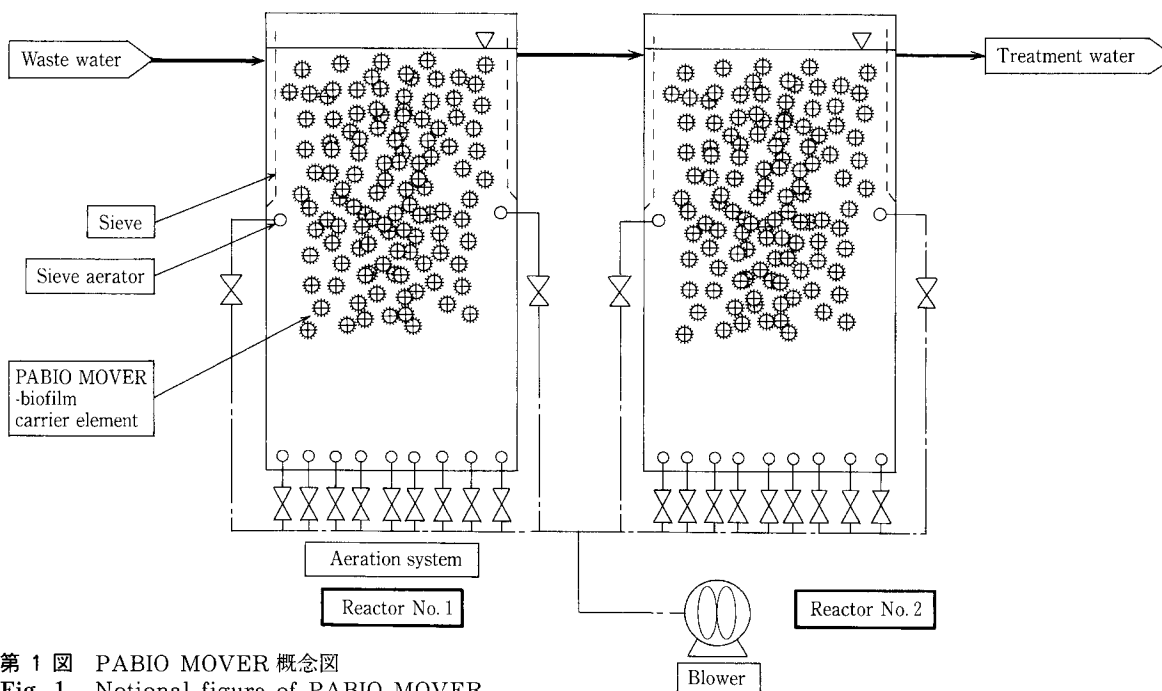 Waste water
Treatment water
Sieve
Sieve aerator
PABIO MOVER
-biofilm
carrier element
Aeration system
Reactor No. 1
Reactor No. 2
Blower
第 1 図 PABIO MOVER 概念図
Fig. 1 Notional figure of PABIO MOVER